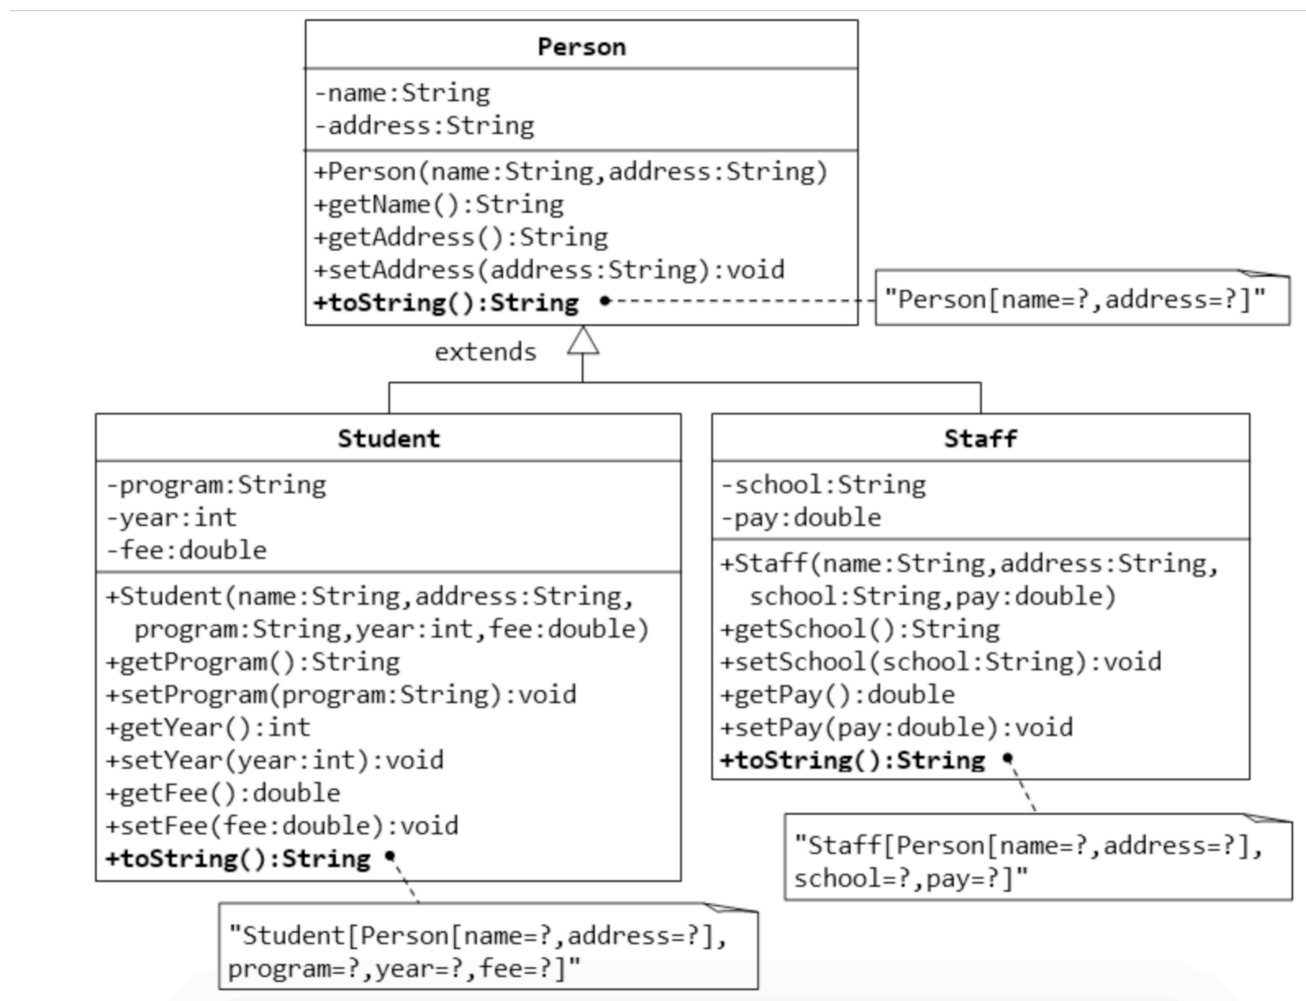 Person
-name:String
-address:String
+Person(name:String,address:String)
+getName():String
+getAddress():String
+setAddress(address:String):void
+toString():String
"Person[name=?,address=?]"
extends
Student
-program:String
-year:int
-fee:double
+Student(name:String,address:String,
program:String,year:int,fee:double)
+getProgram():String
+setProgram(program:String):void
+getYear():int
+setYear(year:int):void
+getFee():double
+setFee(fee:double):void
+toString():String
"Student[Person[name=?,address=?],
program=?,year=?,fee=?]"
Staff
-school:String
-pay:double
+Staff(name:String,address:String,
school:String,pay:double)
+getSchool():String
+setSchool(school:String):void
+getPay():double
+setPay(pay:double):void
+toString():String
"Staff[Person[name=?,address=?],
school=?,pay=?]"